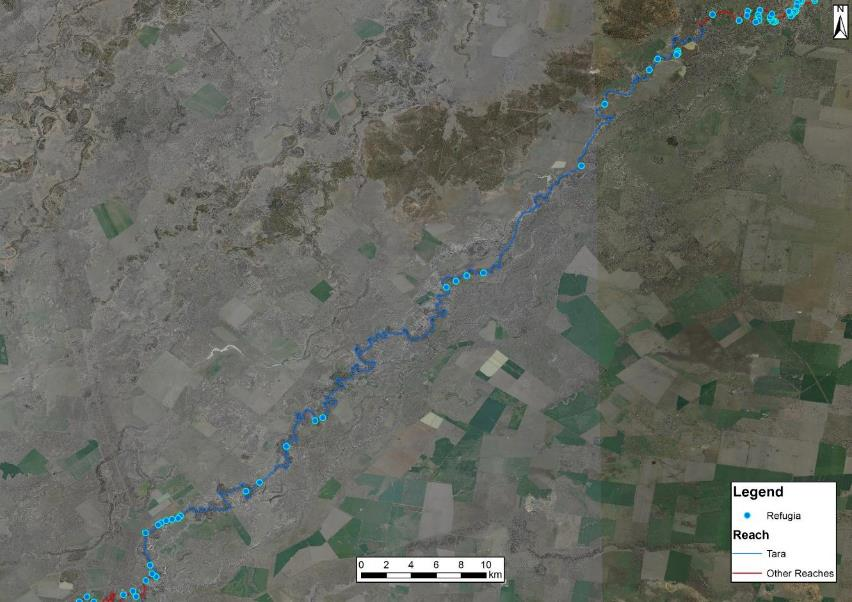 N
Legend
Refugia
Reach
Tara
Other Reaches
0 2 4 6 8 10
km